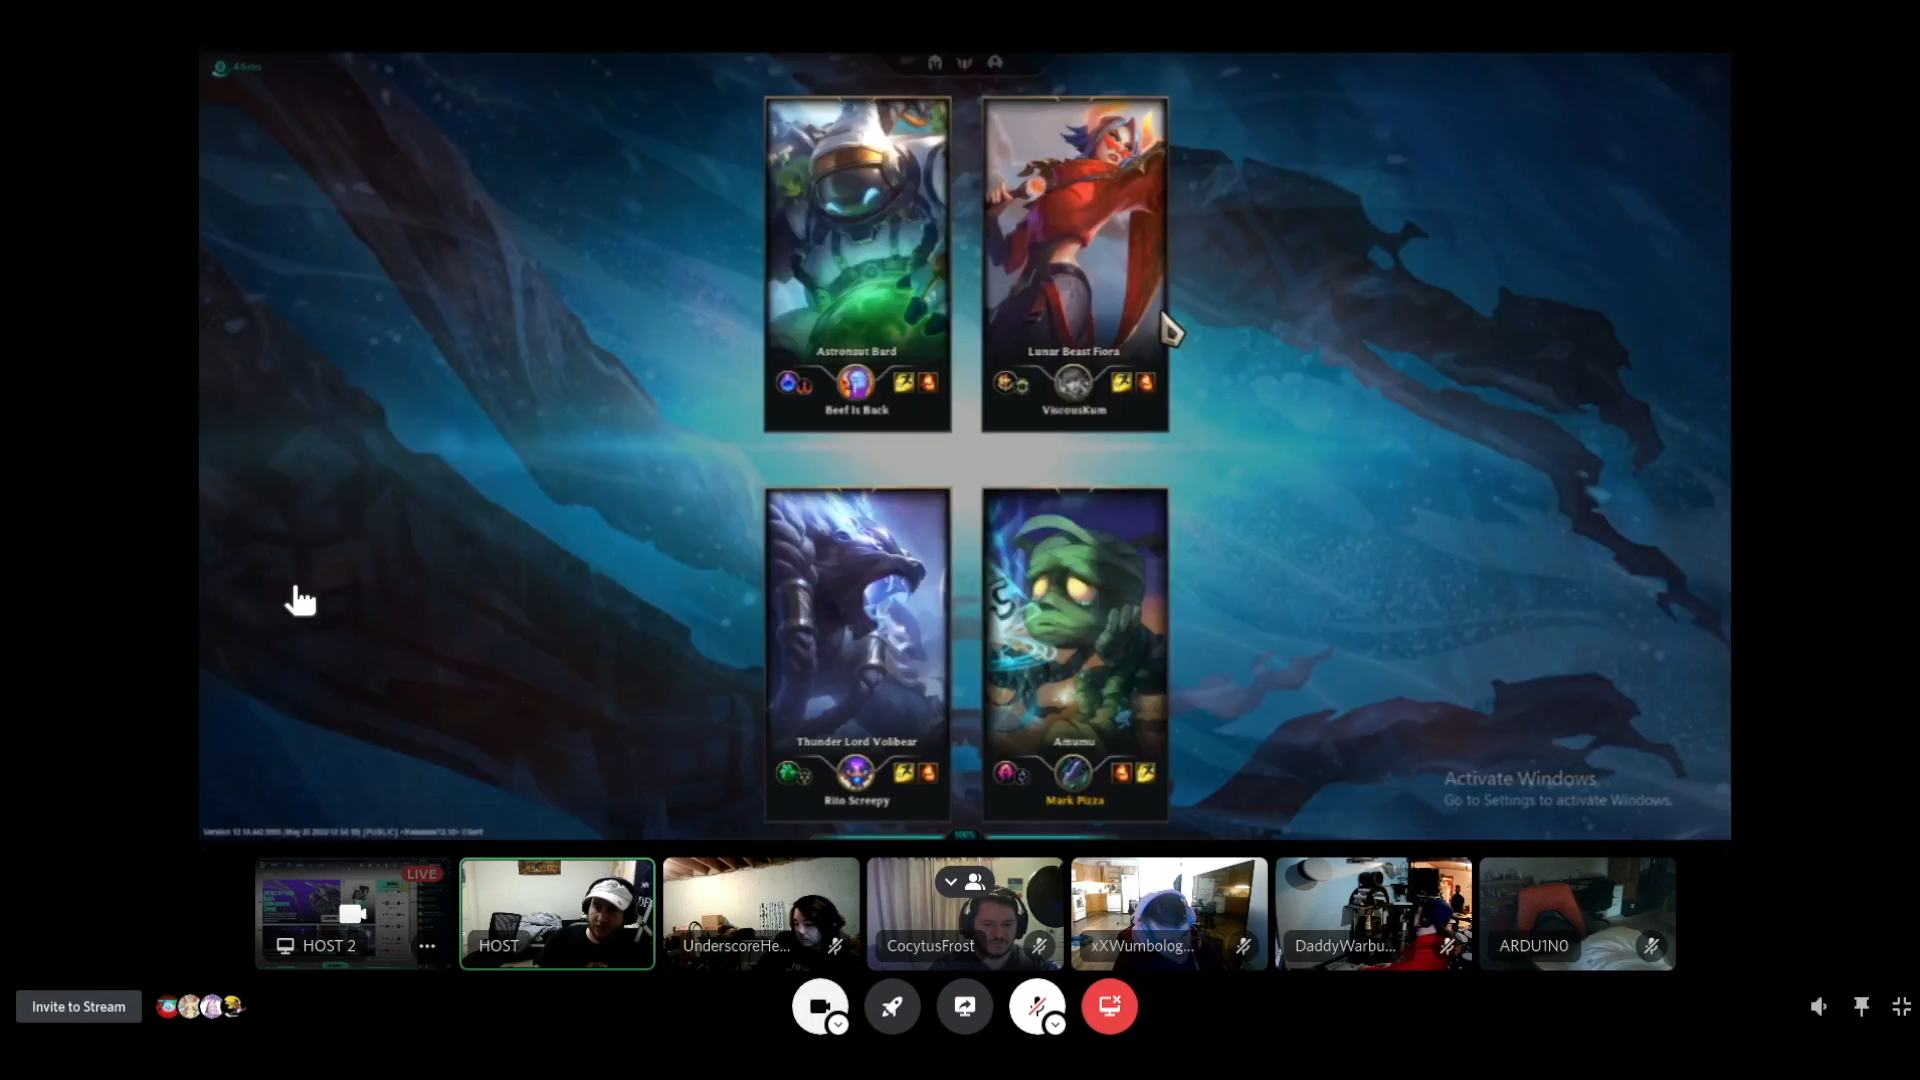 Astronaut Bard
Beef Is Back
Lunar Beast Fiora
ViscousKum
Thunder Lord Volibear
Rito Screepy
Amumu
Mark Pizza
Activate Windows
Go to Settings to activate Windows.
100%
LIVE
HOST 2
HOST
UnderscoreHe...
CocytusFrost
xXWumbolog...
DaddyWarbu...
ARDU1N0
Invite to Stream